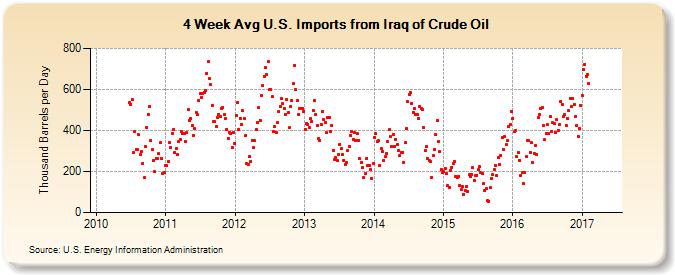 4 Week Avg U.S. Imports from Iraq of Crude Oil
Thousand Barrels per Day
800
600
400
200
0
2010 2011 2012 2013 2014 2015 2016 2017
Source: U.S. Energy Information Administration